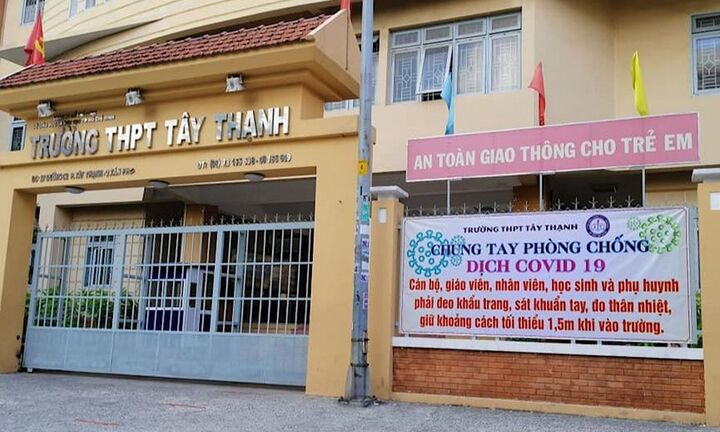 TRƯỜNG THPT TÂY THẠNH
AN TOÀN GIAO THÔNG CHO TRẺ EM
TRƯỜNG THPT TÂY THẠNH
CHUNG TAY PHÒNG CHỐNG
DỊCH COVID 19
Cán bộ, giáo viên, nhân viên, học sinh và phụ huynh
phải đeo khẩu trang, sát khuẩn tay, đo thân nhiệt,
giữ khoảng cách tối thiểu 1,5m khi vào trường.